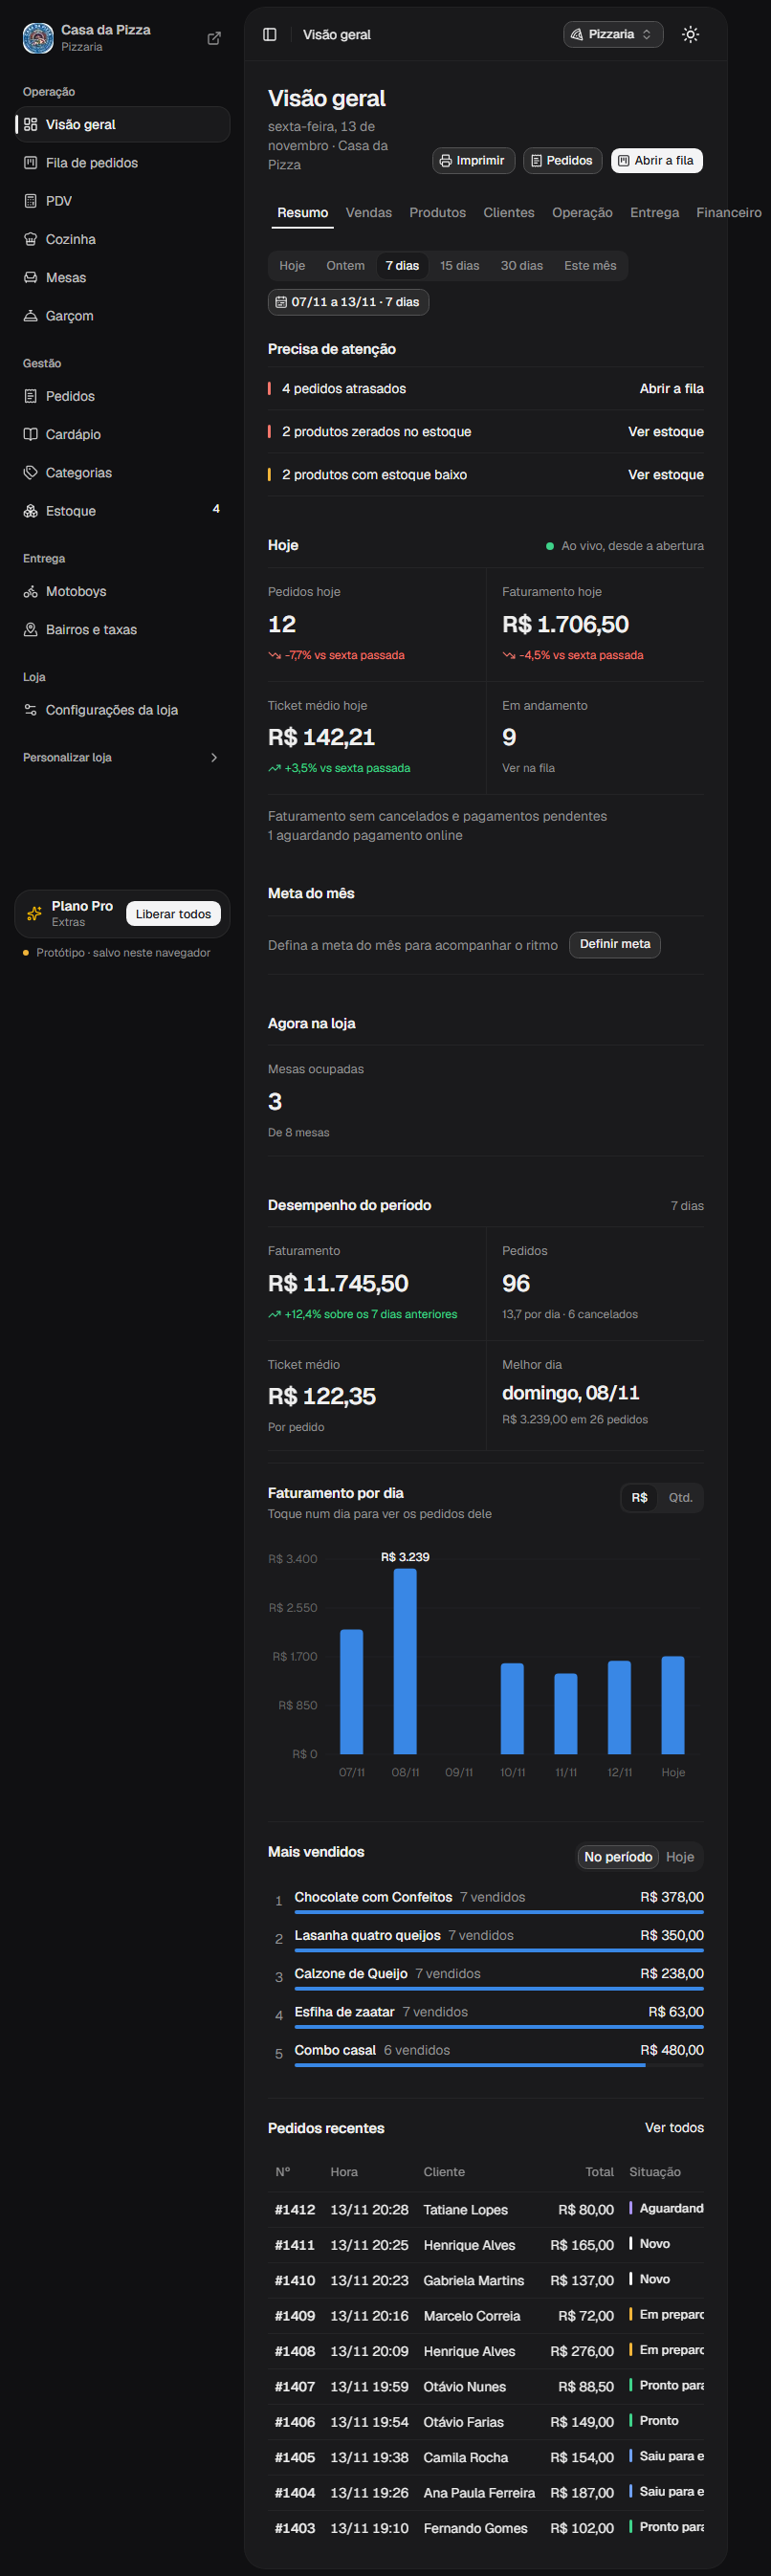 Casa da Pizza
Pizzaria
Operação
Visão geral
Fila de pedidos
PDV
Cozinha
Mesas
Garçom
Gestão
Pedidos
Cardápio
Categorias
Estoque 4
Entrega
Motoboys
Bairros e taxas
Loja
Configurações da loja
Personalizar loja
Plano Pro
Extras
Liberar todos
Protótipo · salvo neste navegador
Visão geral
Pizzaria
Visão geral
sexta-feira, 13 de
novembro · Casa da
Pizza
Imprimir Pedidos Abrir a fila
Resumo Vendas Produtos Clientes Operação Entrega Financeiro
Hoje Ontem 7 dias 15 dias 30 dias Este mês
07/11 a 13/11 · 7 dias
Precisa de atenção
4 pedidos atrasados Abrir a fila
2 produtos zerados no estoque Ver estoque
2 produtos com estoque baixo Ver estoque
Hoje Ao vivo, desde a abertura
Pedidos hoje
12
-7,7% vs sexta passada
Faturamento hoje
R$ 1.706,50
-4,5% vs sexta passada
Ticket médio hoje
R$ 142,21
+3,5% vs sexta passada
Em andamento
9
Ver na fila
Faturamento sem cancelados e pagamentos pendentes
1 aguardando pagamento online
Meta do mês
Defina a meta do mês para acompanhar o ritmo Definir meta
Agora na loja
Mesas ocupadas
3
De 8 mesas
Desempenho do período 7 dias
Faturamento
R$ 11.745,50
+12,4% sobre os 7 dias anteriores
Pedidos
96
13,7 por dia · 6 cancelados
Ticket médio
R$ 122,35
Por pedido
Melhor dia
domingo, 08/11
R$ 3.239,00 em 26 pedidos
Faturamento por dia
Toque num dia para ver os pedidos dele
R$ Qtd.
R$ 3.400
R$ 3.239
R$ 2.550
R$ 1.700
R$ 850
R$ 0
07/11 08/11 09/11 10/11 11/11 12/11 Hoje
Mais vendidos No período Hoje
1 Chocolate com Confeitos 7 vendidos R$ 378,00
2 Lasanha quatro queijos 7 vendidos R$ 350,00
3 Calzone de Queijo 7 vendidos R$ 238,00
4 Esfiha de zaatar 7 vendidos R$ 63,00
5 Combo casal 6 vendidos R$ 480,00
Pedidos recentes Ver todos
Nº Hora Cliente Total Situação
#1412 13/11 20:28 Tatiane Lopes R$ 80,00 Aguardand
#1411 13/11 20:25 Henrique Alves R$ 165,00 Novo
#1410 13/11 20:23 Gabriela Martins R$ 137,00 Novo
#1409 13/11 20:16 Marcelo Correia R$ 72,00 Em preparo
#1408 13/11 20:09 Henrique Alves R$ 276,00 Em preparo
#1407 13/11 19:59 Otávio Nunes R$ 88,50 Pronto para
#1406 13/11 19:54 Otávio Farias R$ 149,00 Pronto
#1405 13/11 19:38 Camila Rocha R$ 154,00 Saiu para e
#1404 13/11 19:26 Ana Paula Ferreira R$ 187,00 Saiu para e
#1403 13/11 19:10 Fernando Gomes R$ 102,00 Pronto para